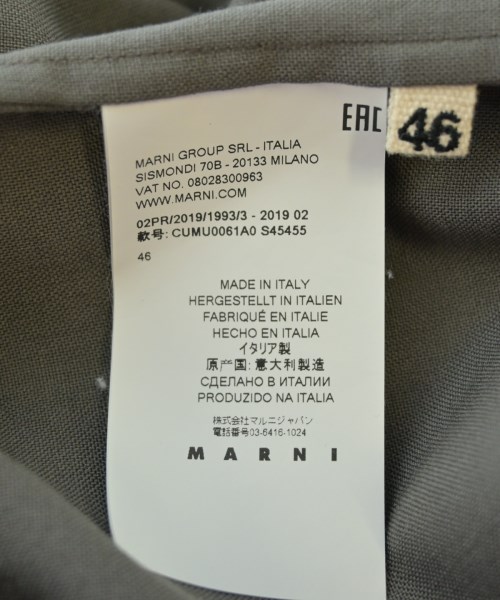 EAC
46
MARNI GROUP SRL - ITALIA
SISMONDI 70B - 20133 MILANO
VAT NO. 08028300963
WWW.MARNI.COM
02PR/2019/1993/3 - 2019 02
款号: CUMU0061A0 S45455
46
MADE IN ITALY
HERGESTELLT IN ITALIEN
FABRIQUÉ EN ITALIE
HECHO EN ITALIA
イタリア製
原产国: 意大利製造
СДЕЛАНО В ИТАЛИИ
PRODUZIDO NA ITALIA
株式会社マルニジャパン
電話番号03-6416-1024
MARNI